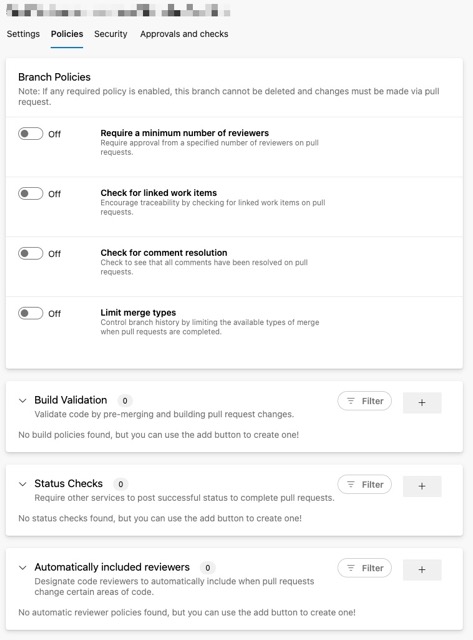 Settings Policies Security Approvals and checks
Branch Policies
Note: If any required policy is enabled, this branch cannot be deleted and changes must be made via pull
request.
Off Require a minimum number of reviewers
Require approval from a specified number of reviewers on pull
requests.
Off Check for linked work items
Encourage traceability by checking for linked work items on pull
requests.
Off Check for comment resolution
Check to see that all comments have been resolved on pull
requests.
Off Limit merge types
Control branch history by limiting the available types of merge
when pull requests are completed.
Build Validation 0 Filter +
Validate code by pre-merging and building pull request changes.
No build policies found, but you can use the add button to create one!
Status Checks 0 Filter +
Require other services to post successful status to complete pull requests.
No status checks found, but you can use the add button to create one!
Automatically included reviewers 0 Filter +
Designate code reviewers to automatically include when pull requests
change certain areas of code.
No automatic reviewer policies found, but you can use the add button to create one!